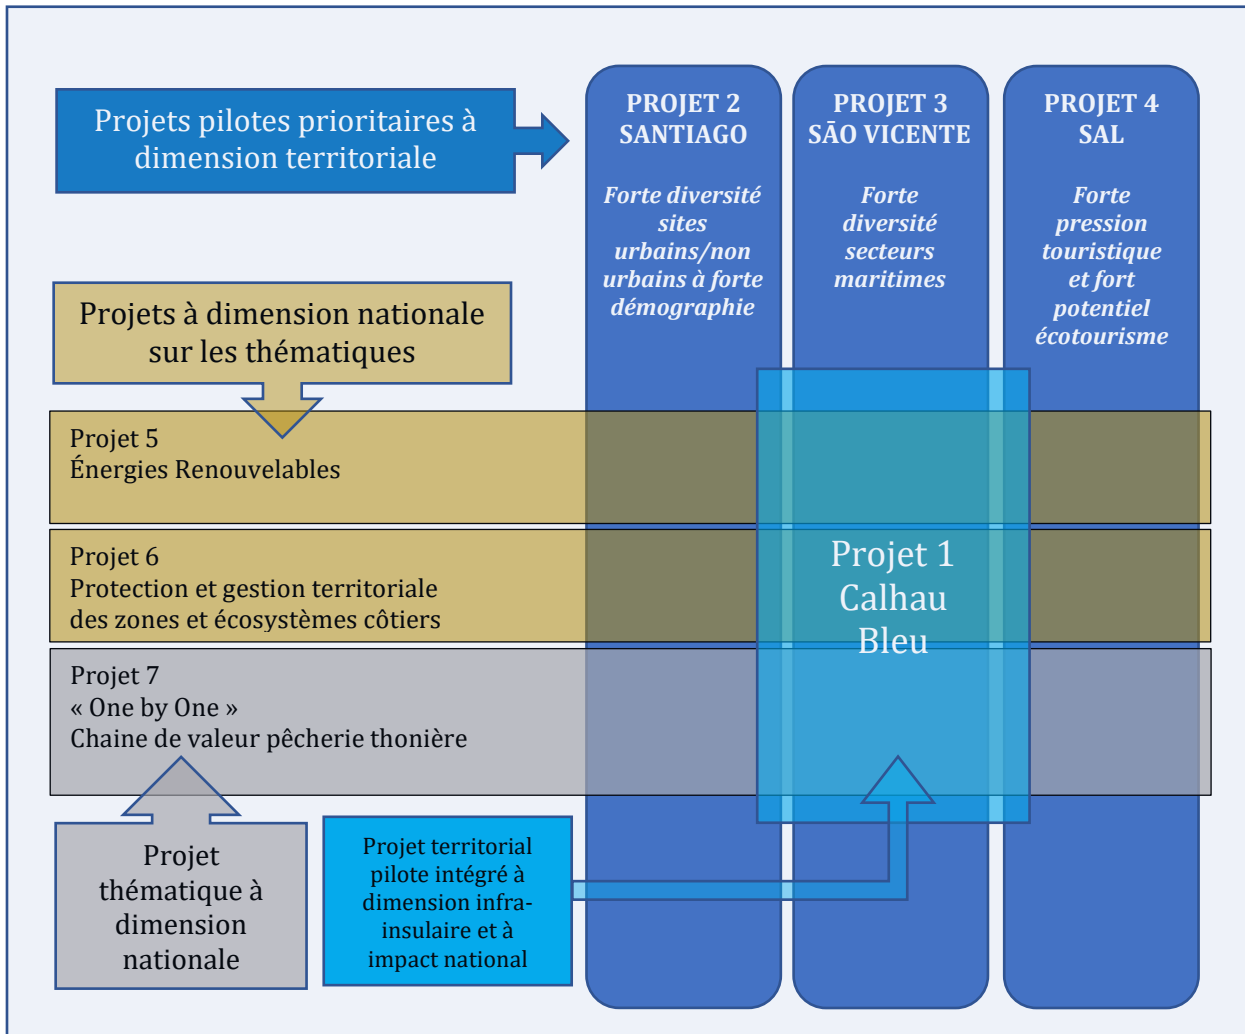 Projets pilotes prioritaires à
dimension territoriale
PROJET 2
SANTIAGO
Forte diversité
sites
urbains/non
urbains à forte
démographie
PROJET 3
SĀO VICENTE
Forte
diversité
secteurs
maritimes
PROJET 4
SAL
Forte
pression
touristique
et fort
potentiel
écotourisme
Projets à dimension nationale
sur les thématiques
Projet 5
Énergies Renouvelables
Projet 6
Protection et gestion territoriale
des zones et écosystèmes côtiers
Projet 7
« One by One »
Chaine de valeur pêcherie thonière
Projet 1
Calhau
Bleu
Projet
thématique à
dimension
nationale
Projet territorial
pilote intégré à
dimension infra-
insulaire et à
impact national